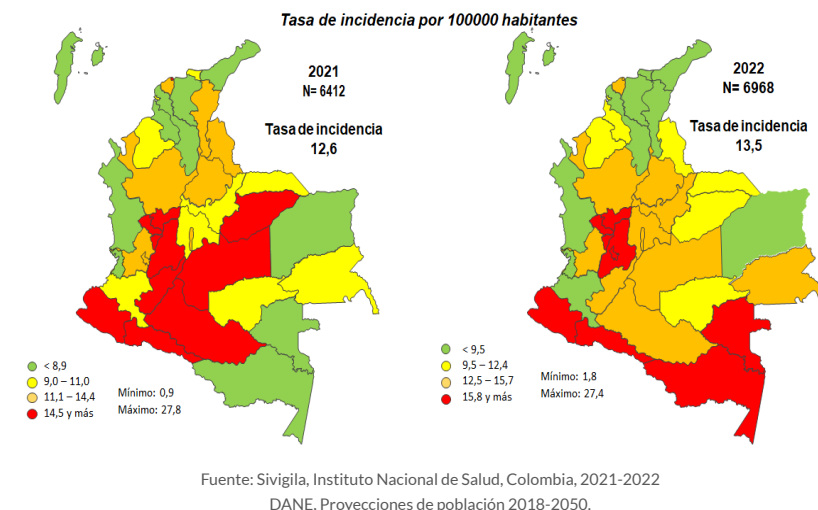 Tasa de incidencia por 100000 habitantes
2021
N= 6412
Tasa de incidencia
12,6
< 8,9
9,0 – 11,0
11,1 – 14,4
14,5 y más
Mínimo: 0,9
Máximo: 27,8
2022
N= 6968
Tasa de incidencia
13,5
< 9,5
9,5 – 12,4
12,5 – 15,7
15,8 y más
Mínimo: 1,8
Máximo: 27,4
Fuente: Sivigila, Instituto Nacional de Salud, Colombia, 2021-2022
DANE. Proyecciones de población 2018-2050.